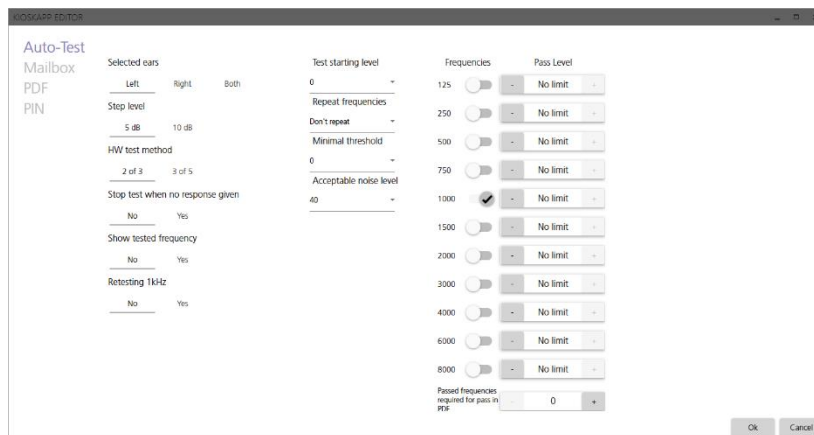 KIOSKAPP EDITOR
Auto-Test
Mailbox
PDF
PIN
Selected ears
Left Right Both
Step level
5 dB 10 dB
HW test method
2 of 3 3 of 5
Stop test when no response given
No Yes
Show tested frequency
No Yes
Retesting 1kHz
No Yes
Test starting level
0
Repeat frequencies
Don't repeat
Minimal threshold
0
Acceptable noise level
40
Frequencies Pass Level
125 - No limit +
250 - No limit +
500 - No limit +
750 - No limit +
1000 - No limit +
1500 - No limit +
2000 - No limit +
3000 - No limit +
4000 - No limit +
6000 - No limit +
8000 - No limit +
Passed frequencies
required for pass in
PDF
- 0 +
Ok Cancel